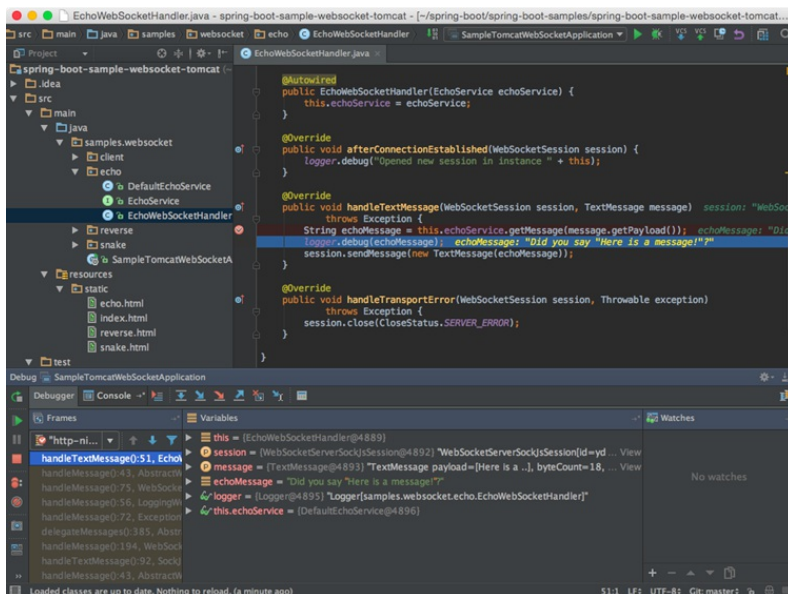 EchoWebSocketHandler.java - spring-boot-sample-websocket-tomcat - [~/spring-boot/spring-boot-samples/spring-boot-sample-websocket-tomcat...
src main java samples websocket echo EchoWebSocketHandler SampleTomcatWebSocketApplication
Project
EchoWebSocketHandler.java
spring-boot-sample-websocket-tomcat (~
.idea
src
main
java
samples.websocket
client
echo
DefaultEchoService
EchoService
EchoWebSocketHandler
reverse
snake
SampleTomcatWebSocketA
resources
static
echo.html
index.html
reverse.html
snake.html
test
@Autowired
public EchoWebSocketHandler(EchoService echoService) {
this.echoService = echoService;
}
@Override
public void afterConnectionEstablished(WebSocketSession session) {
logger.debug("Opened new session in instance " + this);
}
@Override
public void handleTextMessage(WebSocketSession session, TextMessage message) session: "WebSoc
throws Exception {
String echoMessage = this.echoService.getMessage(message.getPayload()); echoMessage: "Did
logger.debug(echoMessage); echoMessage: "Did you say "Here is a message!"?"
session.sendMessage(new TextMessage(echoMessage));
}
@Override
public void handleTransportError(WebSocketSession session, Throwable exception)
throws Exception {
session.close(CloseStatus.SERVER_ERROR);
}
}
Debug SampleTomcatWebSocketApplication
Debugger Console
Frames
"http-ni...
handleTextMessage():51, EchoW
handleMessage():43, AbstractW
handleMessage():75, WebSocke
handleMessage():56, LoggingW
handleMessage():72, Exception
delegateMessages():385, Abstr
handleMessage():194, WebSock
handleTextMessage():92, SockJ
handleMessage():43, AbstractW
Variables
this = {EchoWebSocketHandler@4889}
session = {WebSocketServerSockJsSession@4892} "WebSocketServerSockJsSession[id=yd ... View
message = {TextMessage@4893} "TextMessage payload=[Here is a ..], byteCount=18, ... View
echoMessage = "Did you say "Here is a message!"?"
logger = {Logger@4895} "Logger[samples.websocket.echo.EchoWebSocketHandler]"
this.echoService = {DefaultEchoService@4896}
Watches
No watches
Loaded classes are up to date. Nothing to reload. (a minute ago)
51:1 LF÷ UTF-8÷ Git:master÷